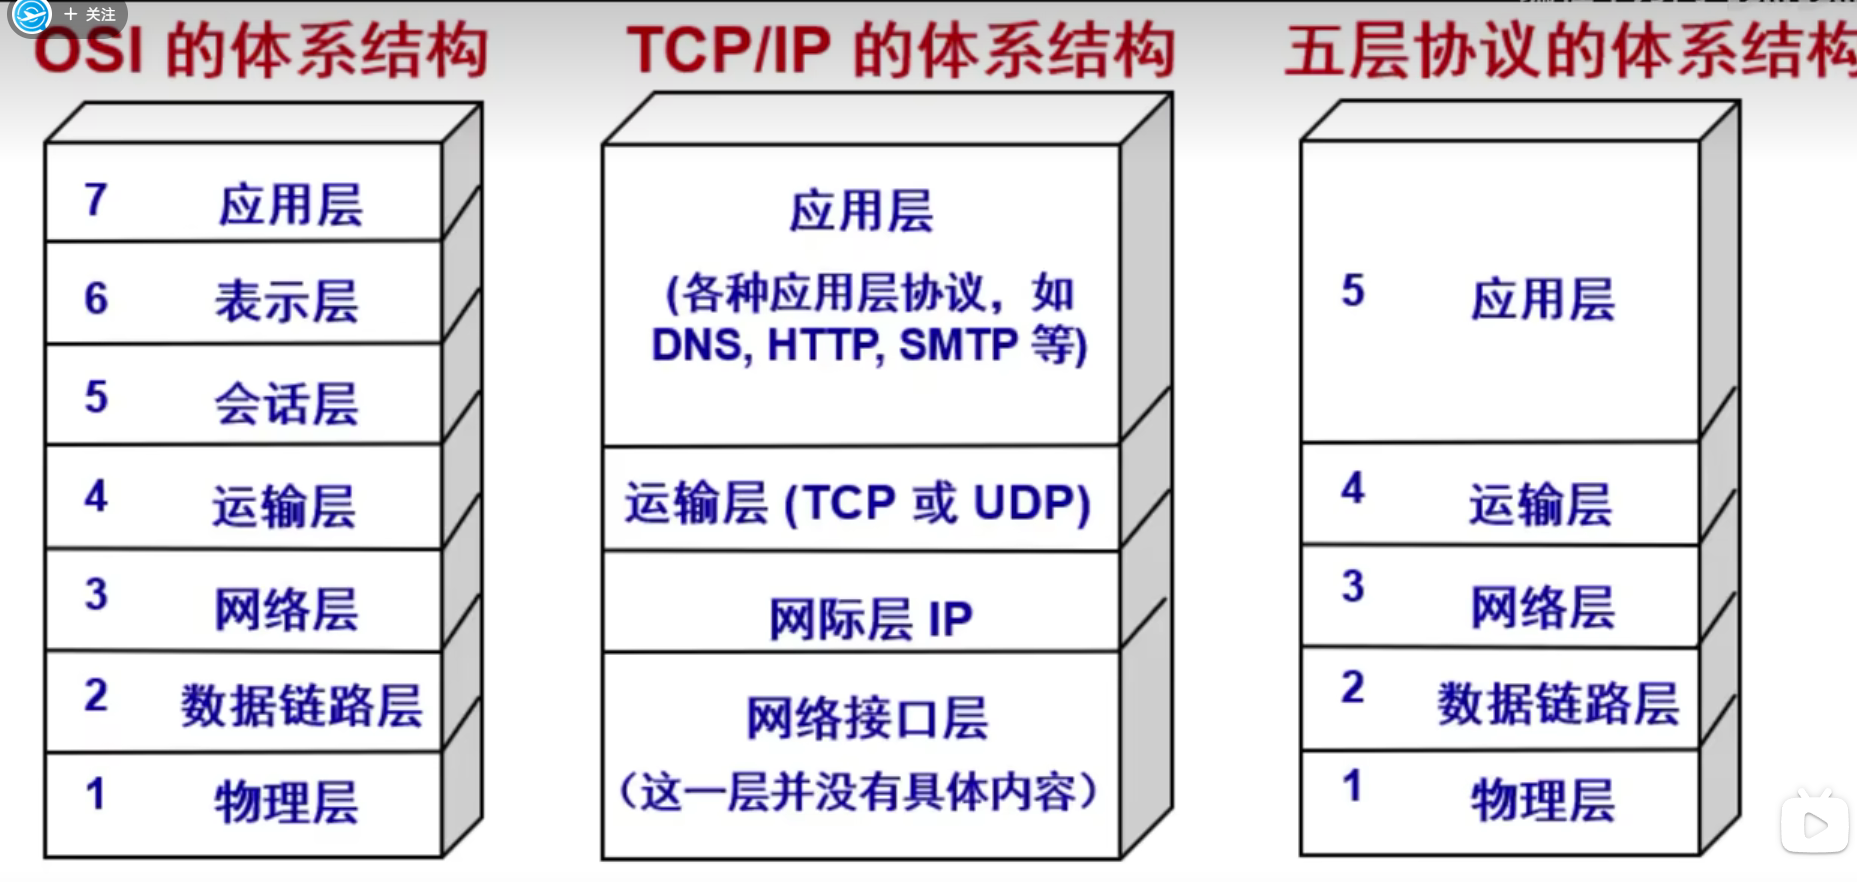 + 关注
OSI 的体系结构
7 应用层
6 表示层
5 会话层
4 运输层
3 网络层
2 数据链路层
1 物理层
TCP/IP 的体系结构
应用层
(各种应用层协议，如
DNS, HTTP, SMTP 等)
运输层 (TCP 或 UDP)
网际层 IP
网络接口层
（这一层并没有具体内容）
五层协议的体系结构
5 应用层
4 运输层
3 网络层
2 数据链路层
1 物理层